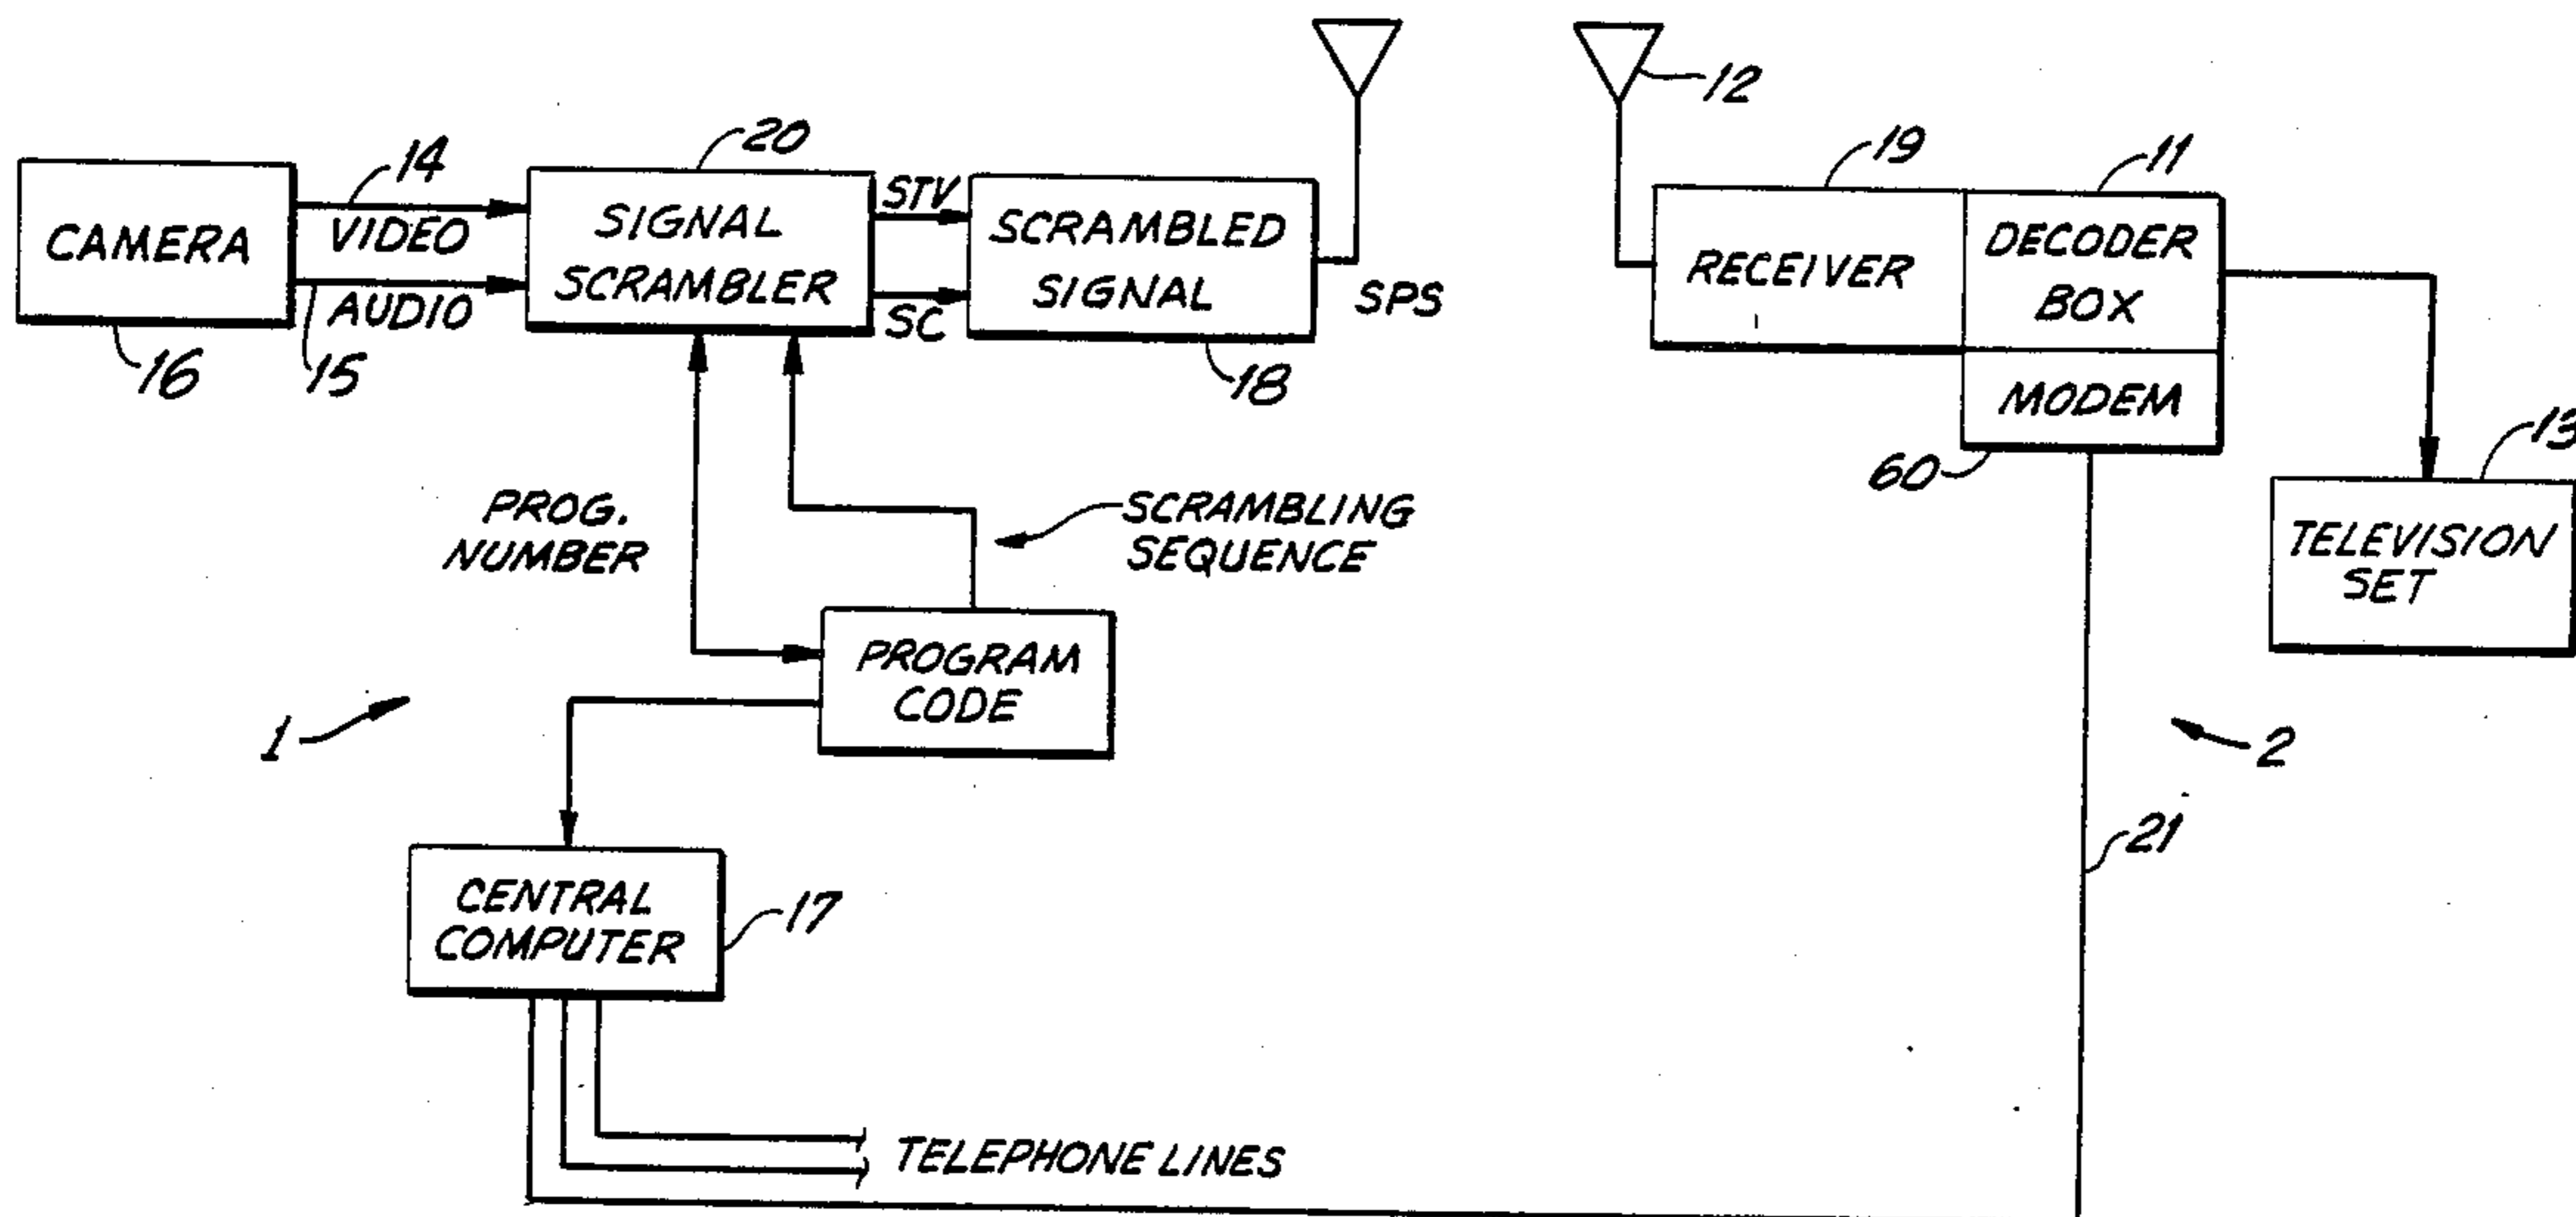 12
20
19
11
14
STV
CAMERA
VIDEO
SIGNAL
SCRAMBLER
SCRAMBLED
SIGNAL
RECEIVER
DECODER
BOX
AUDIO
SC
SPS
16
15
18
MODEM
13
60
PROG.
NUMBER
SCRAMBLING
SEQUENCE
TELEVISION
SET
PROGRAM
CODE
1
2
21
CENTRAL
COMPUTER
17
TELEPHONE LINES